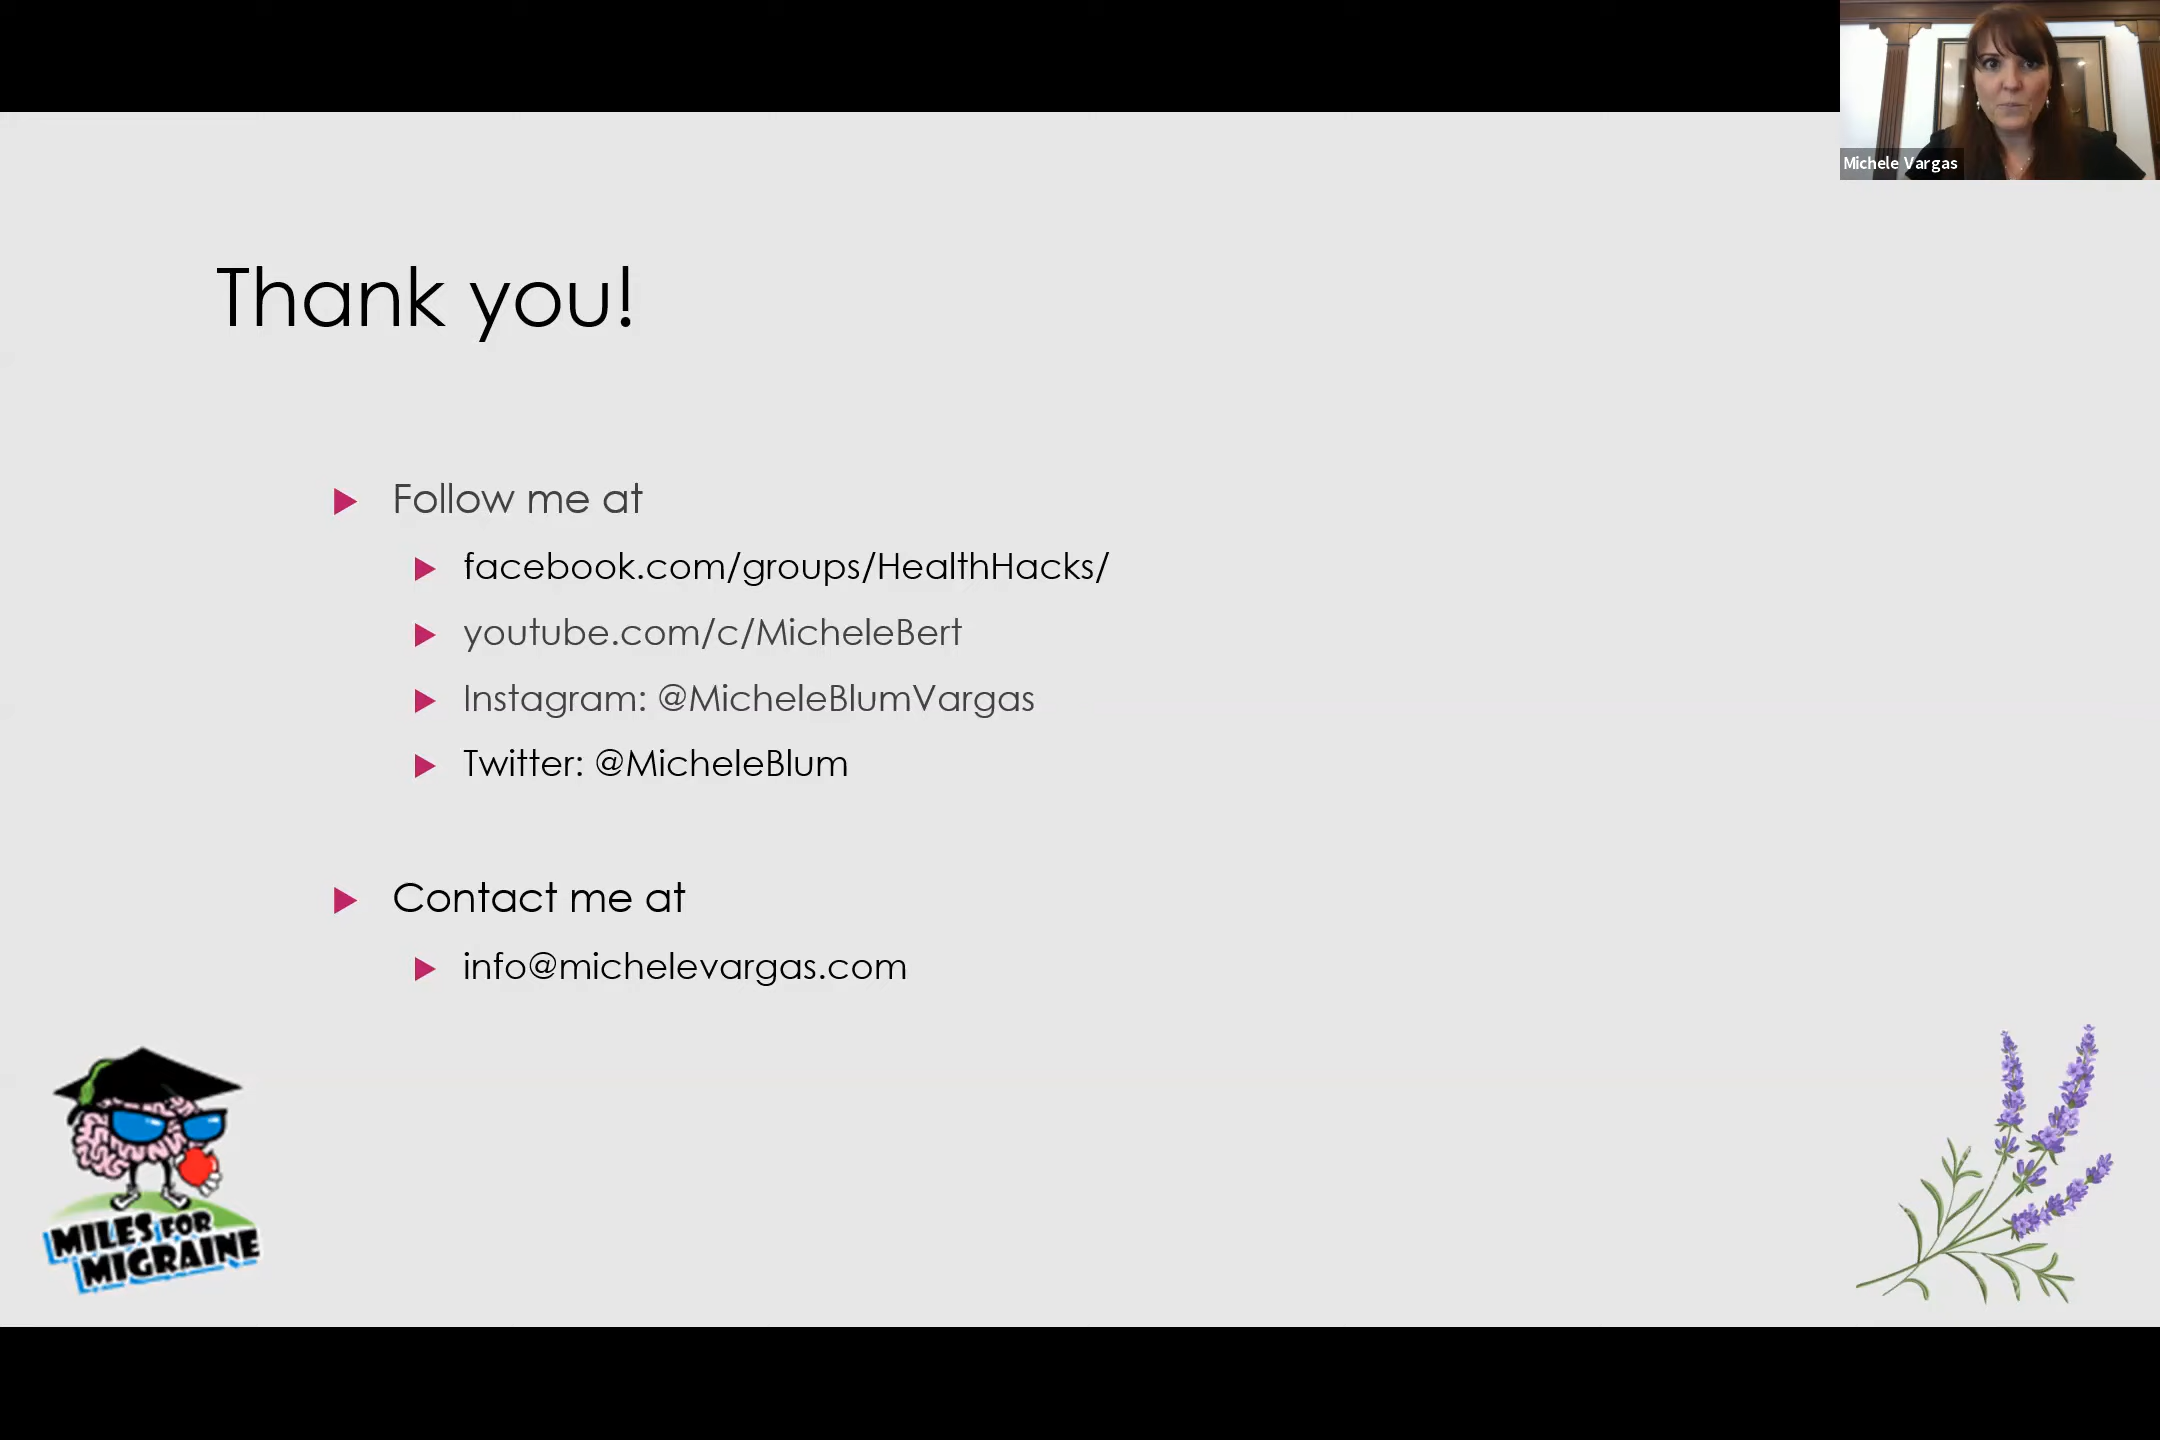 Michele Vargas
Thank you!
Follow me at
facebook.com/groups/HealthHacks/
youtube.com/c/MicheleBert
Instagram: @MicheleBlumVargas
Twitter: @MicheleBlum
Contact me at
info@michelevargas.com
MILES FOR
MIGRAINE